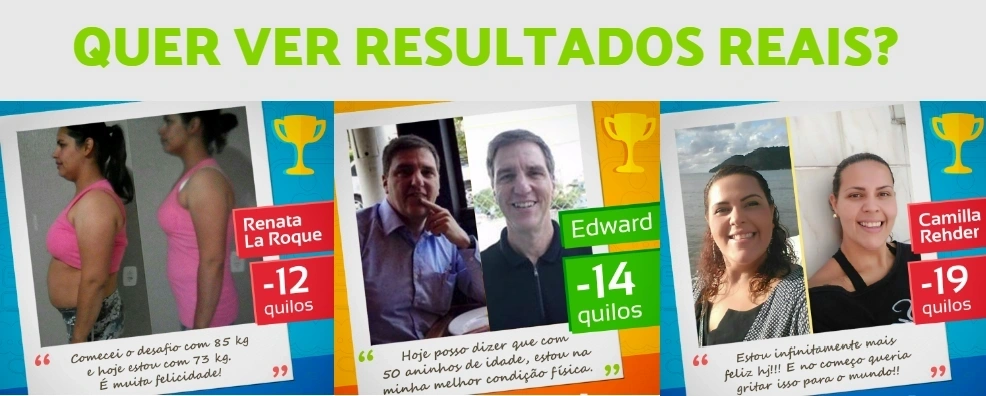 QUER VER RESULTADOS REAIS?
Renata
La Roque
-12
quilos
“ Comecei o desafio com 85 kg
e hoje estou com 73 kg.
É muita felicidade! ”
Edward
-14
quilos
“ Hoje posso dizer que com
50 aninhos de idade, estou na
minha melhor condição física. ”
Camilla
Rehder
-19
quilos
“ Estou infinitamente mais
feliz hj!!! E no começo queria
gritar isso para o mundo!! ”